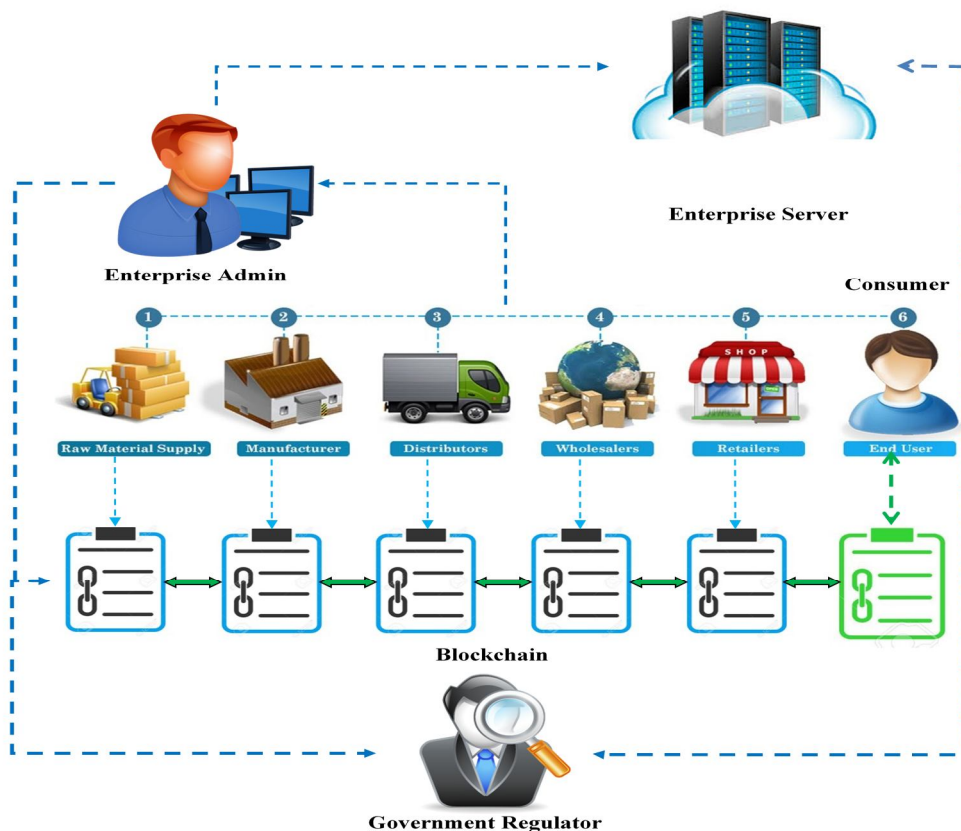 Enterprise Server
Enterprise Admin
Consumer
1
2
3
4
5
6
SHOP
Raw Material Supply
Manufacturer
Distributors
Wholesalers
Retailers
End User
Blockchain
Government Regulator